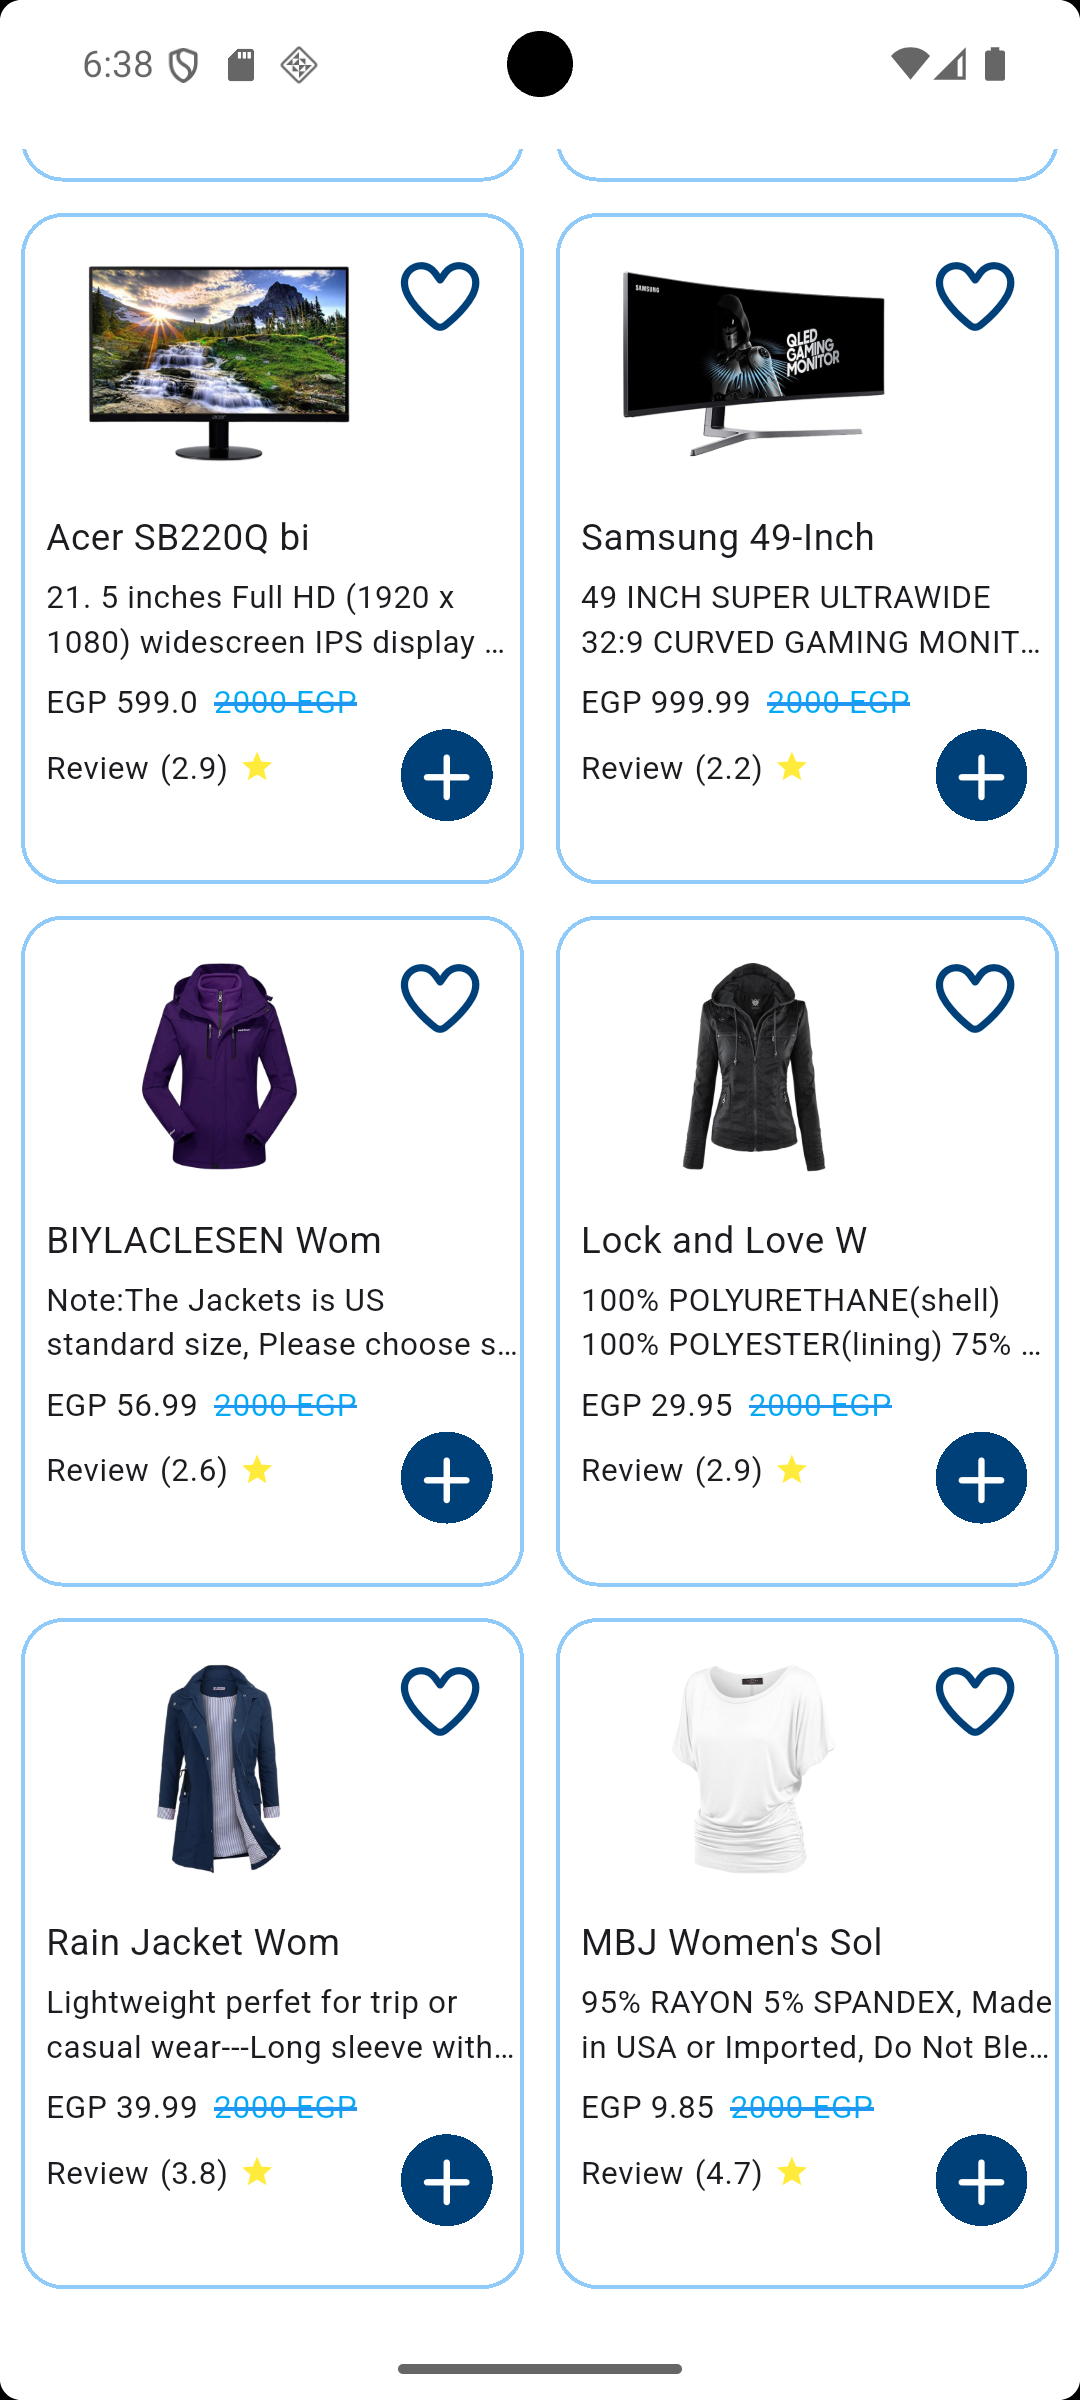 6:38
SAMSUNG
QLED
GAMING
MONITOR
Acer SB220Q bi
21. 5 inches Full HD (1920 x
1080) widescreen IPS display …
EGP 599.0 2000 EGP
Review (2.9)
Samsung 49-Inch
49 INCH SUPER ULTRAWIDE
32:9 CURVED GAMING MONIT…
EGP 999.99 2000 EGP
Review (2.2)
BIYLACLESEN Wom
Note:The Jackets is US
standard size, Please choose s…
EGP 56.99 2000 EGP
Review (2.6)
Lock and Love W
100% POLYURETHANE(shell)
100% POLYESTER(lining) 75% …
EGP 29.95 2000 EGP
Review (2.9)
Rain Jacket Wom
Lightweight perfet for trip or
casual wear---Long sleeve with…
EGP 39.99 2000 EGP
Review (3.8)
MBJ Women's Sol
95% RAYON 5% SPANDEX, Made
in USA or Imported, Do Not Ble…
EGP 9.85 2000 EGP
Review (4.7)